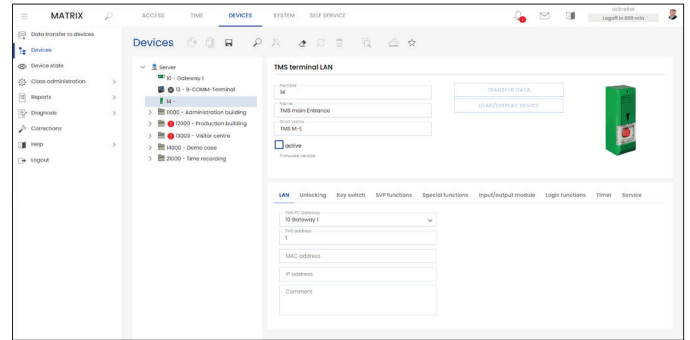 MATRIX
ACCESS
TIME
DEVICES
SYSTEM
SELF SERVICE
Logoff in 899 min
Data transfer to devices
Devices
Device state
Class administration
Reports
Diagnosis
Corrections
Help
Logout
Devices
Server
10 - Gateway 1
13 - B-COMM-Terminal
14 -
11000 - Administration building
12000 - Production building
13000 - Visitor centre
14000 - Demo case
21000 - Time recording
TMS terminal LAN
Number
14
Name
TMS main Entrance
Short name
TMS M-E
active
Firmware version
TRANSFER DATA
LOAD/DISPLAY DEVICE
LAN
Unlocking
Key switch
SVP functions
Special functions
Input/output module
Logic functions
Timer
Service
TMS PC Gateway
10 Gateway 1
TMS address
1
MAC address
IP address
Comment